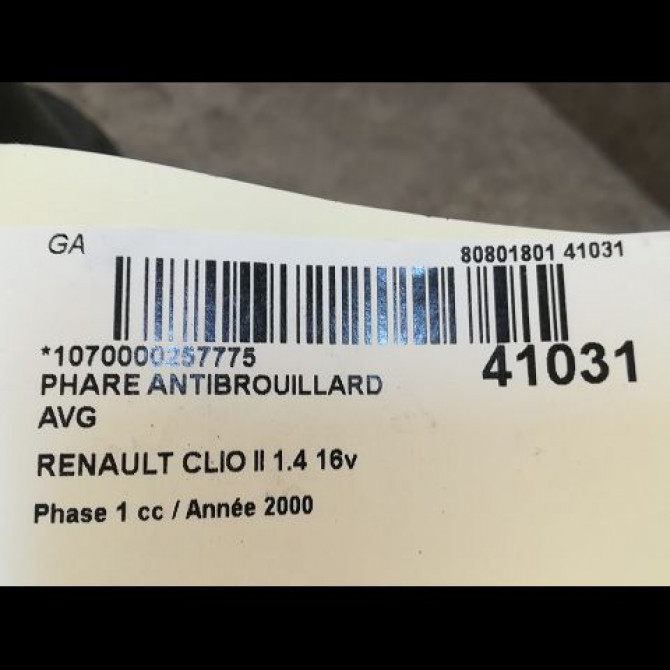 GA
80801801 41031
*1070000257775
41031
PHARE ANTIBROUILLARD
AVG
RENAULT CLIO II 1.4 16v
Phase 1 cc / Année 2000